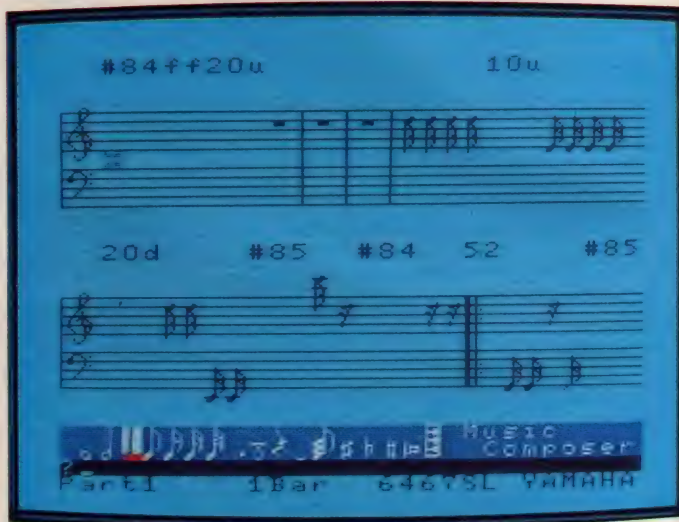 #84ff20u 10u
20d #85 #84 52 #85
Music
Composer
Part1 1Bar 6467SL YAMAHA